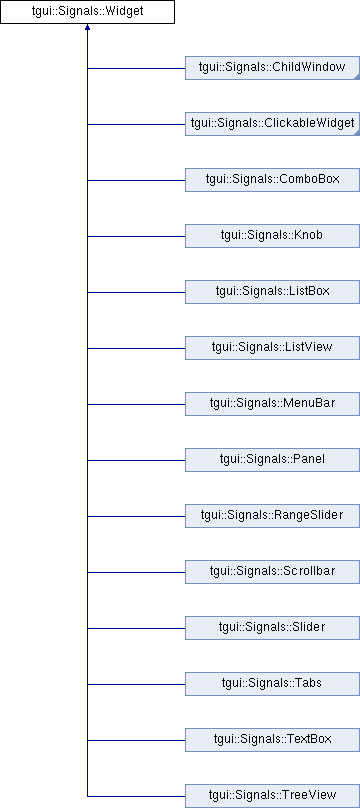 tgui::Signals::Widget
tgui::Signals::ChildWindow
tgui::Signals::ClickableWidget
tgui::Signals::ComboBox
tgui::Signals::Knob
tgui::Signals::ListBox
tgui::Signals::ListView
tgui::Signals::MenuBar
tgui::Signals::Panel
tgui::Signals::RangeSlider
tgui::Signals::Scrollbar
tgui::Signals::Slider
tgui::Signals::Tabs
tgui::Signals::TextBox
tgui::Signals::TreeView